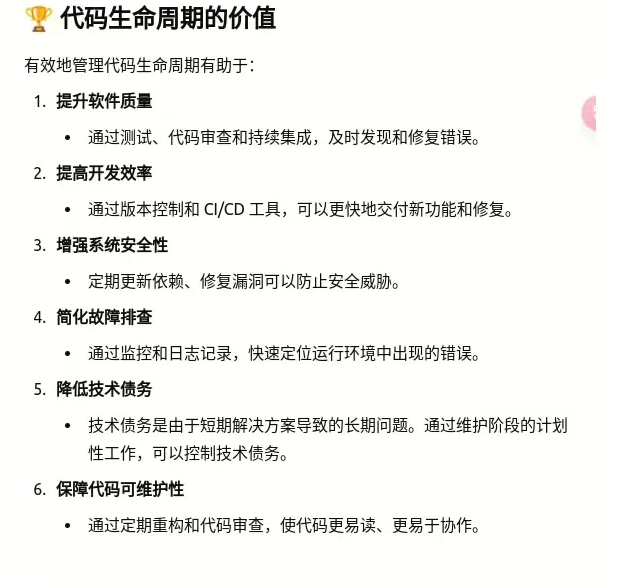 🏆 代码生命周期的价值
有效地管理代码生命周期有助于：
1. 提升软件质量
• 通过测试、代码审查和持续集成，及时发现和修复错误。
2. 提高开发效率
• 通过版本控制和 CI/CD 工具，可以更快地交付新功能和修复。
3. 增强系统安全性
• 定期更新依赖、修复漏洞可以防止安全威胁。
4. 简化故障排查
• 通过监控和日志记录，快速定位运行环境中出现的错误。
5. 降低技术债务
• 技术债务是由于短期解决方案导致的长期问题。通过维护阶段的计划
性工作，可以控制技术债务。
6. 保障代码可维护性
• 通过定期重构和代码审查，使代码更易读、更易于协作。